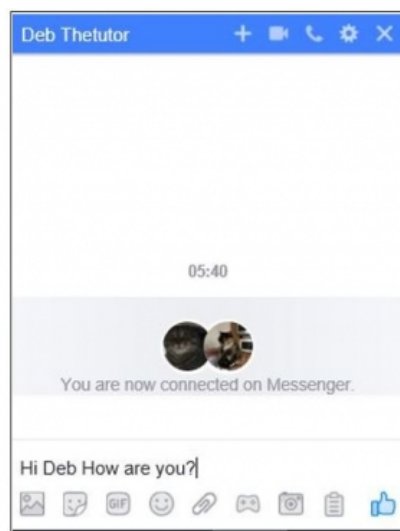 Deb Thetutor
05:40
You are now connected on Messenger.
Hi Deb How are you?
GIF